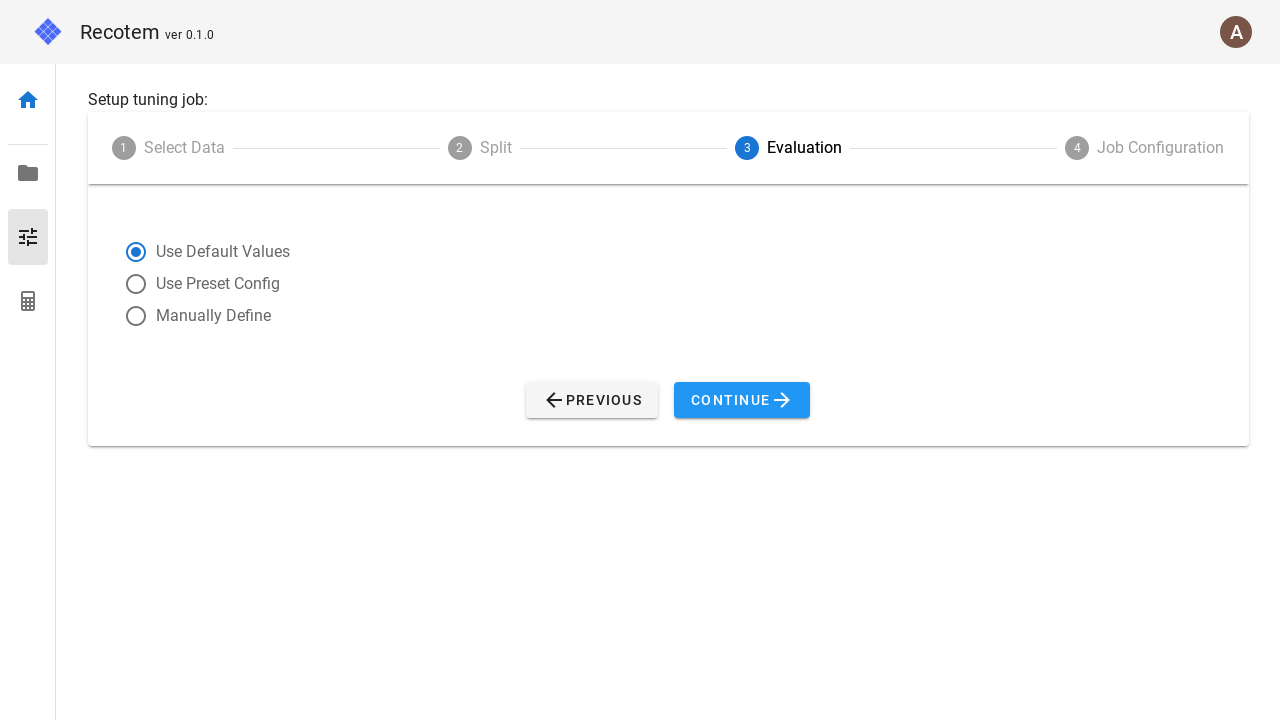 Recotem ver 0.1.0
A
Setup tuning job:
1 Select Data
2 Split
3 Evaluation
4 Job Configuration
Use Default Values
Use Preset Config
Manually Define
PREVIOUS
CONTINUE